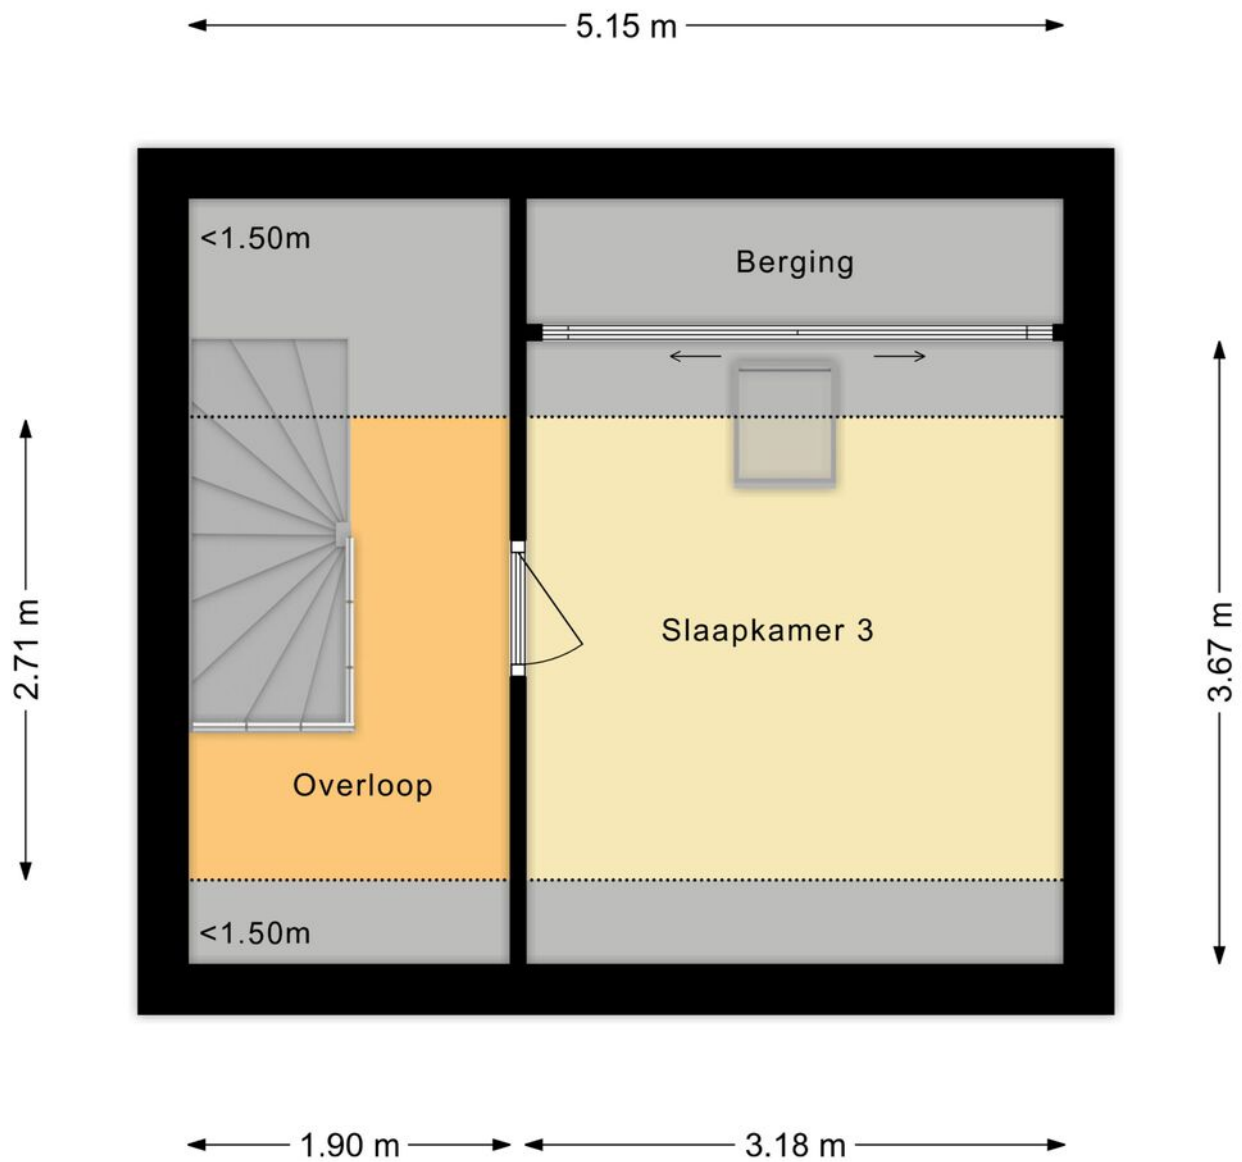 5.15 m
<1.50m
Berging
2.71 m
Slaapkamer 3
3.67 m
Overloop
<1.50m
1.90 m
3.18 m